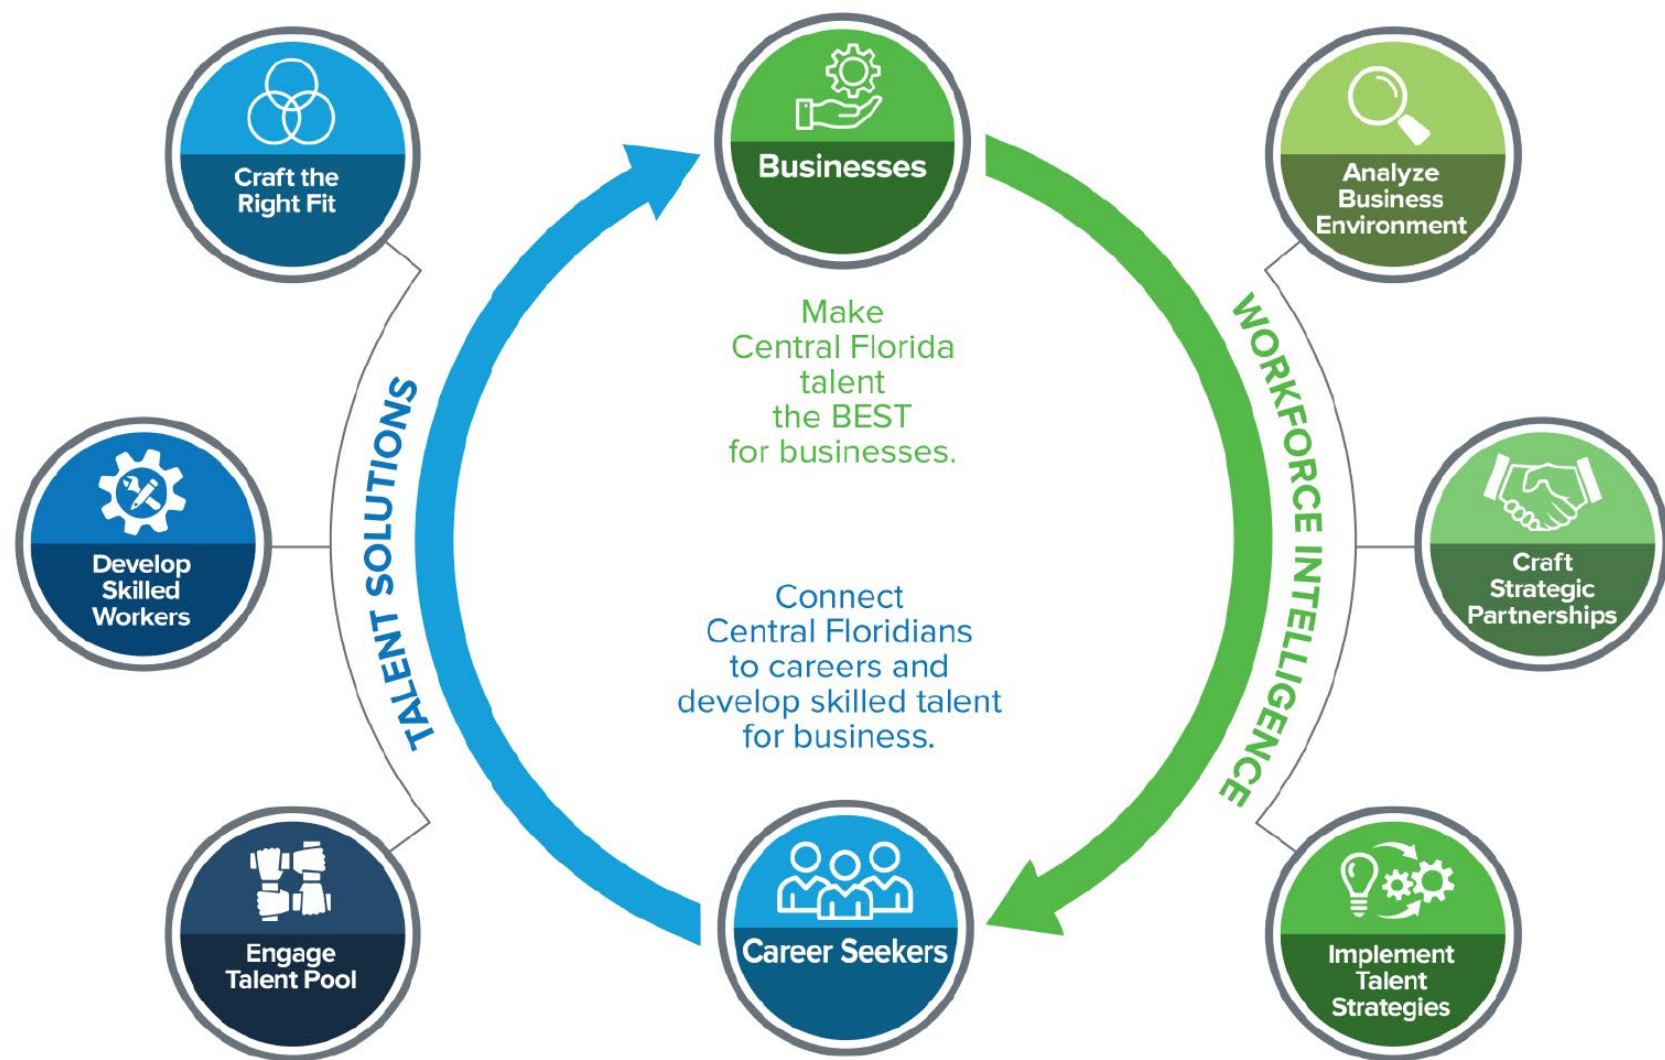 Craft the
Right Fit
Businesses
Analyze
Business
Environment
Make
Central Florida
talent
the BEST
for businesses.
TALENT SOLUTIONS
WORKFORCE INTELLIGENCE
Develop
Skilled
Workers
Craft
Strategic
Partnerships
Connect
Central Floridians
to careers and
develop skilled talent
for business.
Engage
Talent Pool
Career Seekers
Implement
Talent
Strategies